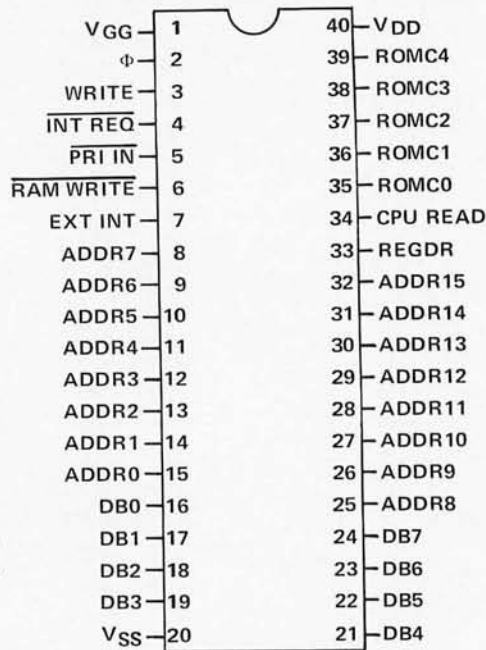 VGG 1 40 VDD
Φ 2 39 ROMC4
WRITE 3 38 ROMC3
INT REQ 4 37 ROMC2
PRI IN 5 36 ROMC1
RAM WRITE 6 35 ROMC0
EXT INT 7 34 CPU READ
ADDR7 8 33 REGDR
ADDR6 9 32 ADDR15
ADDR5 10 31 ADDR14
ADDR4 11 30 ADDR13
ADDR3 12 29 ADDR12
ADDR2 13 28 ADDR11
ADDR1 14 27 ADDR10
ADDR0 15 26 ADDR9
DB0 16 25 ADDR8
DB1 17 24 DB7
DB2 18 23 DB6
DB3 19 22 DB5
VSS 20 21 DB4